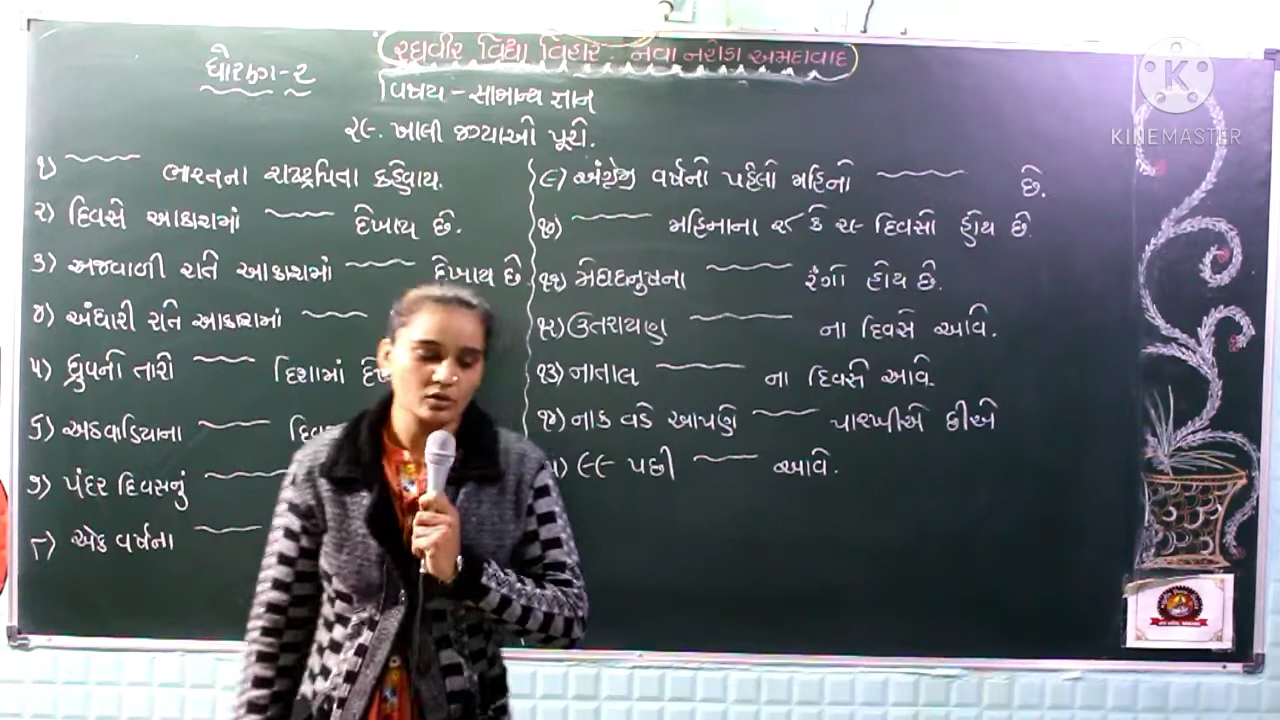 રઘુવીર વિદ્યા વિહાર - નવા નરોડા અમદાવાદ
ધોરણ-૨
વિષય - સામાન્ય જ્ઞાન
૨૯. ખાલી જગ્યાઓ પૂરો.
૧) ભારતના રાષ્ટ્રપિતા કહેવાય.
૨) દિવસે આકાશમાં દેખાય છે.
૩) અજવાળી રાતે આકાશમાં દેખાય છે.
૪) અંધારી રાતે આકાશમાં
૫) ધ્રુવનો તારો દિશામાં
૬) અઠવાડિયાના
૭) પંદર દિવસનું
૮) એક વર્ષના
૯) અંગ્રેજી વર્ષનો પહેલો મહિનો છે.
૧૦) મહિનાના ૨૮ કે ૨૯ દિવસો હોય છે.
૧૧) મેઘધનુષના રંગો હોય છે.
૧૨) ઉતરાયણ ના દિવસે આવે.
૧૩) નાતાલ ના દિવસે આવે.
૧૪) નાક વડે આપણે પારખીએ છીએ
૫) ૯૯ પછી આવે.
KINEMASTER